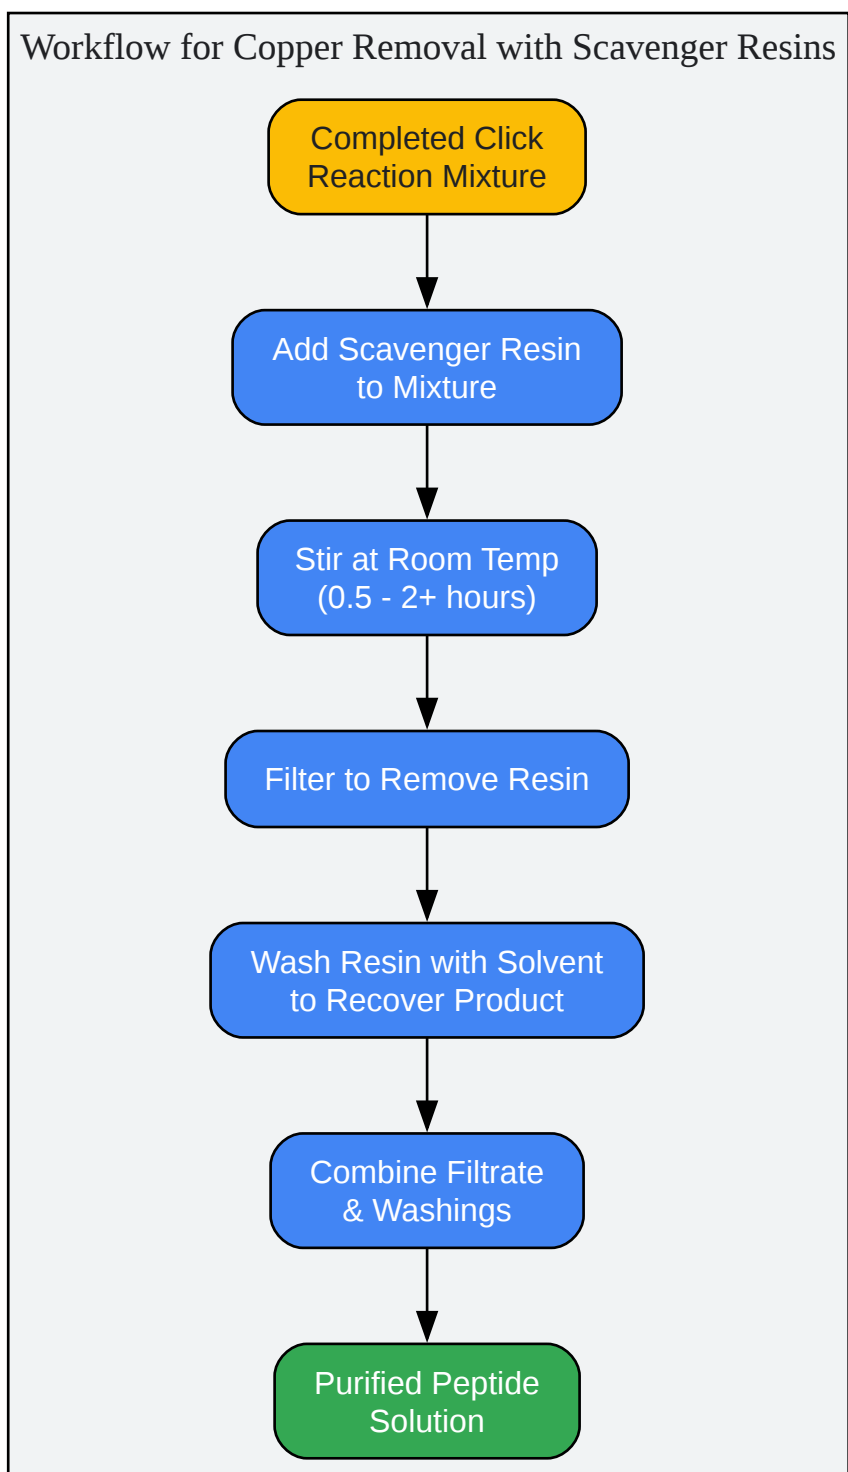 Workflow for Copper Removal with Scavenger Resins
Completed Click
Reaction Mixture
Add Scavenger Resin
to Mixture
Stir at Room Temp
(0.5 - 2+ hours)
Filter to Remove Resin
Wash Resin with Solvent
to Recover Product
Combine Filtrate
& Washings
Purified Peptide
Solution